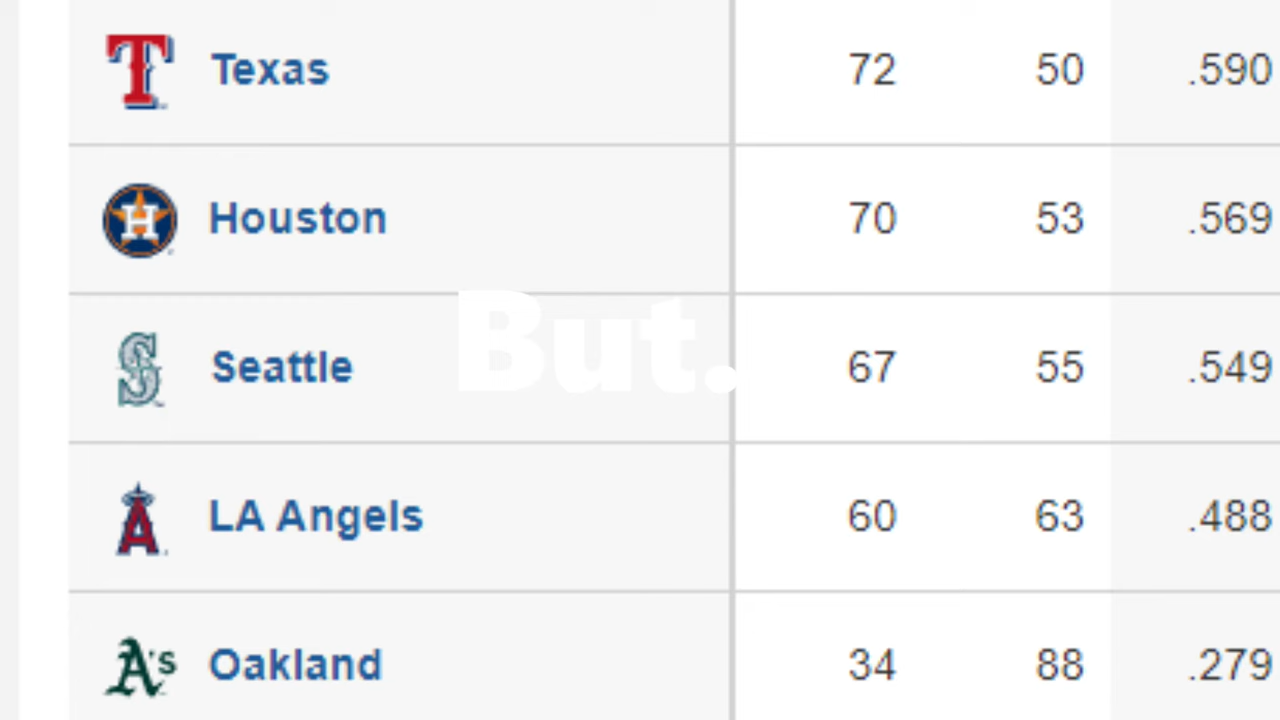 Texas 72 50 .590
Houston 70 53 .569
But.
Seattle 67 55 .549
LA Angels 60 63 .488
A's Oakland 34 88 .279